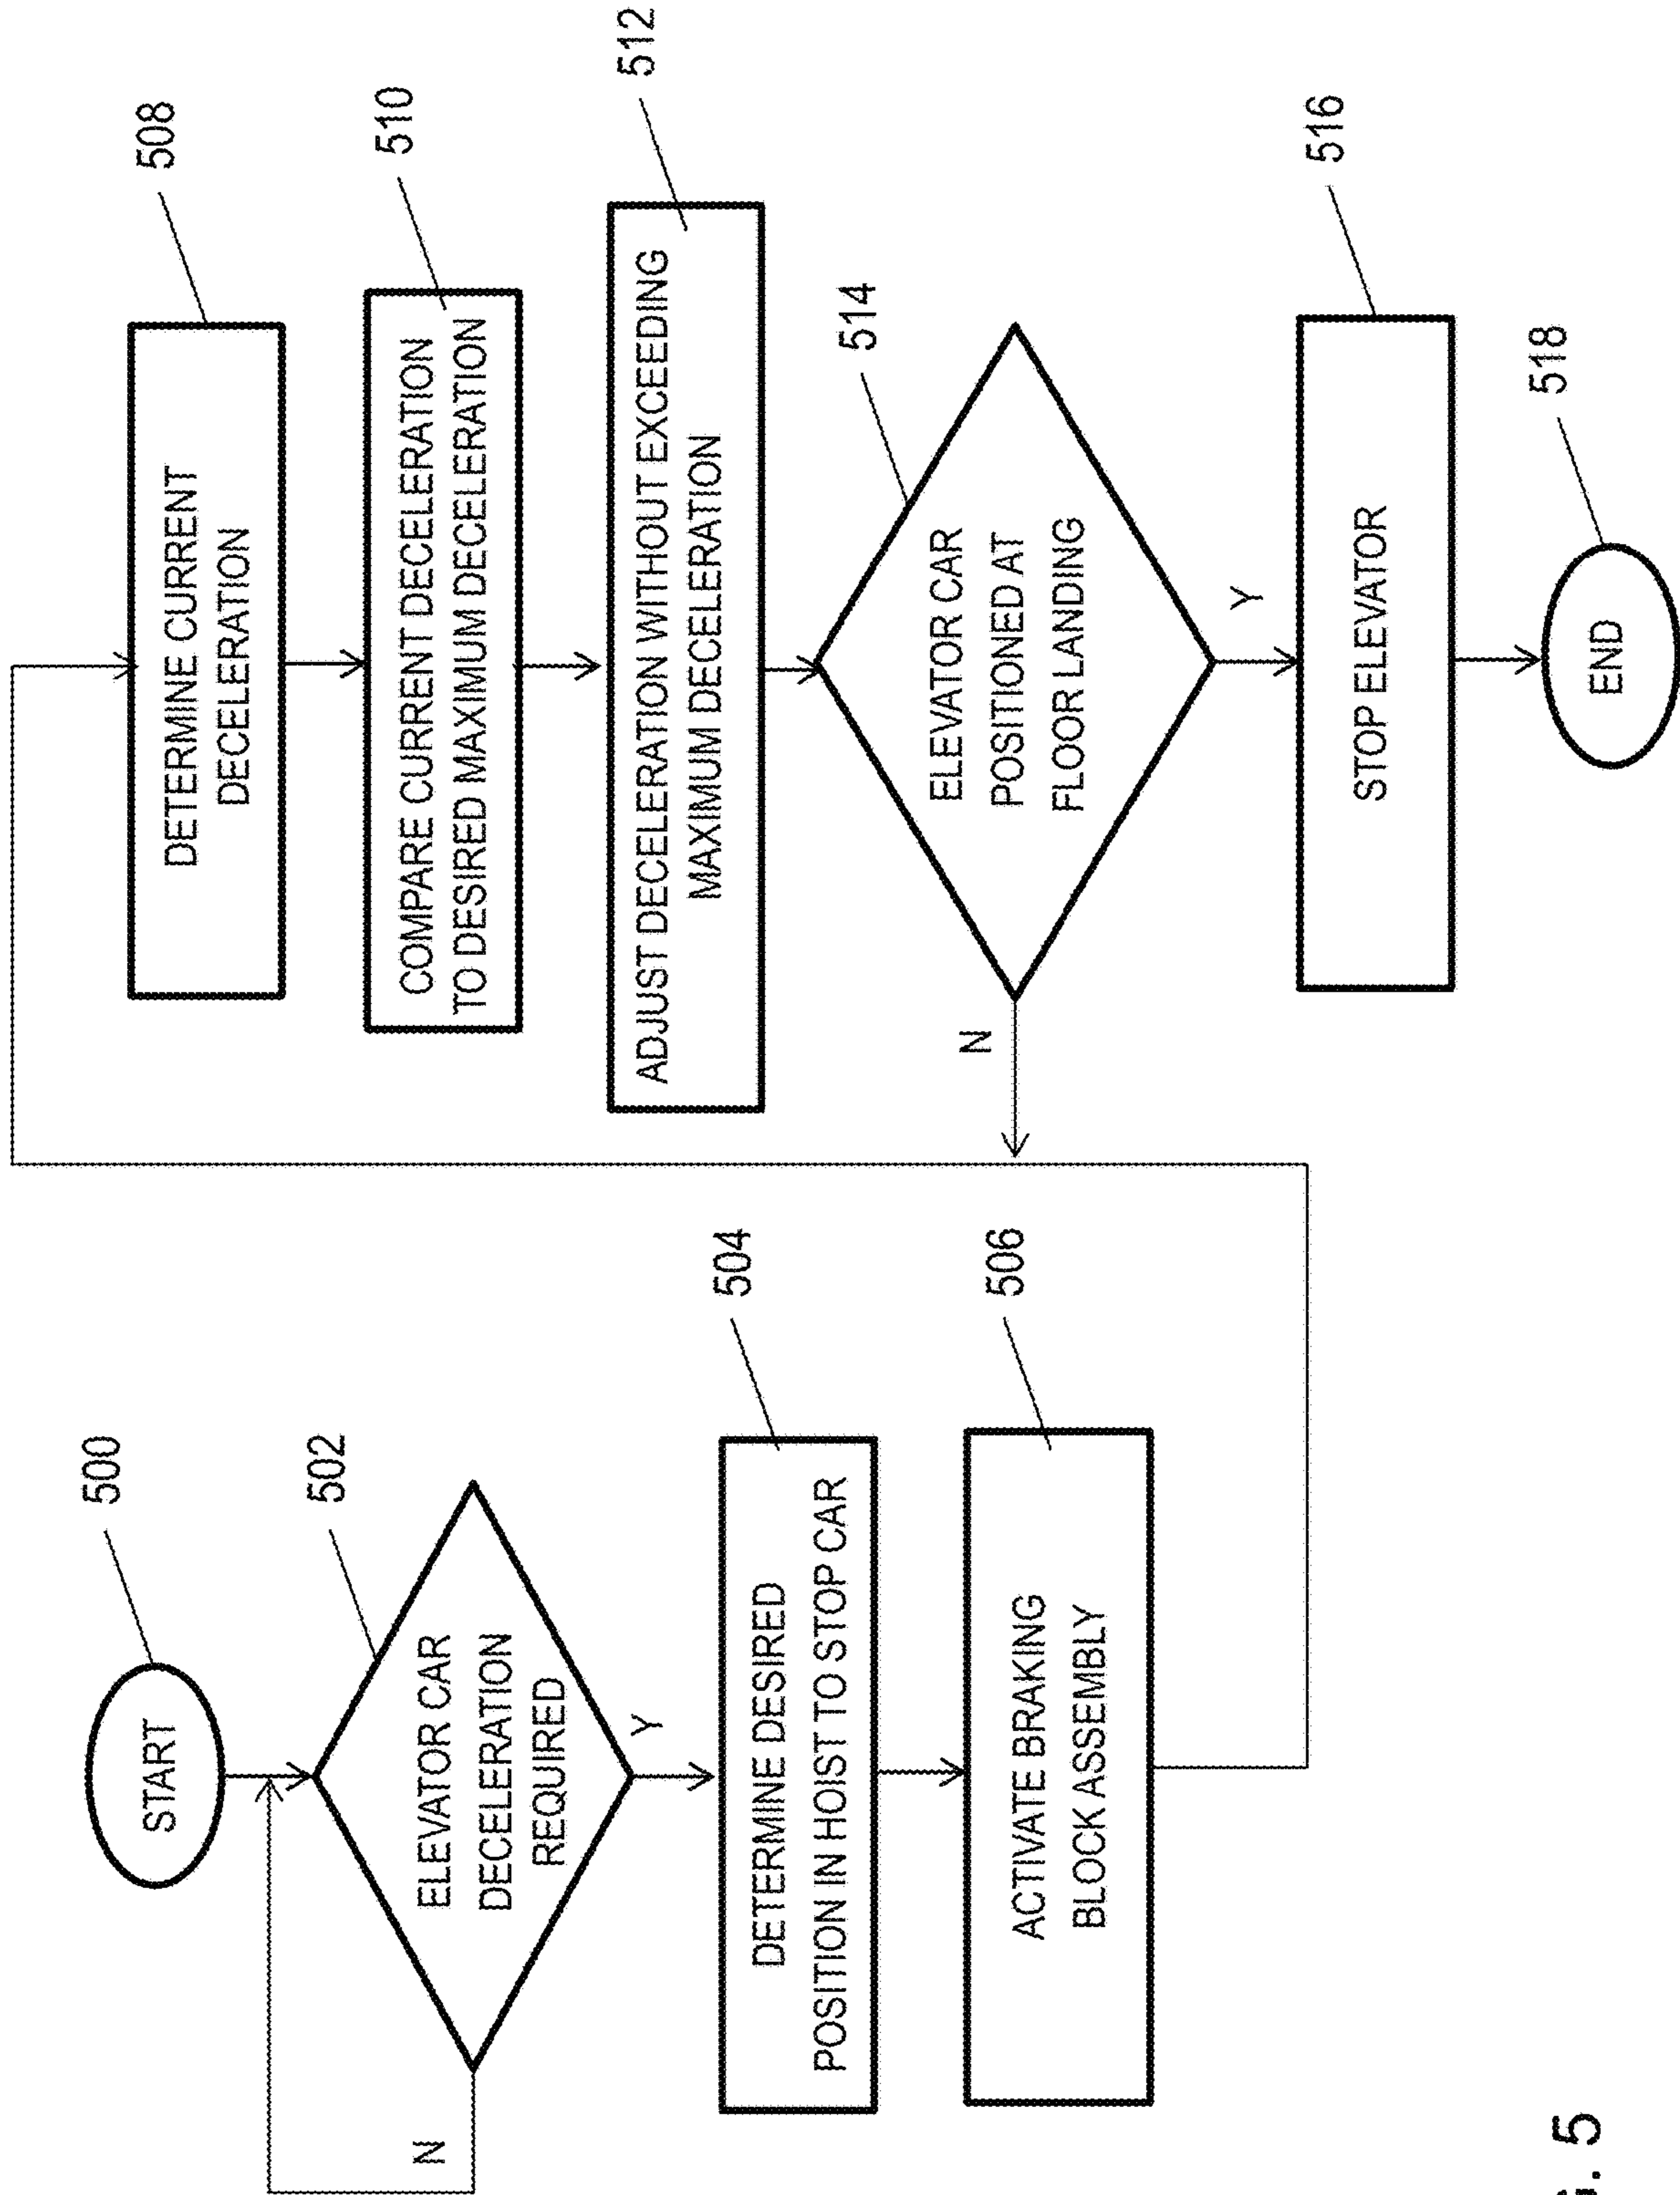 500
START
502
ELEVATOR CAR
DECELERATION
REQUIRED
N
Y
504
DETERMINE DESIRED
POSITION IN HOIST TO STOP CAR
506
ACTIVATE BRAKING
BLOCK ASSEMBLY
508
DETERMINE CURRENT
DECELERATION
510
COMPARE CURRENT DECELERATION
TO DESIRED MAXIMUM DECELERATION
512
ADJUST DECELERATION WITHOUT EXCEEDING
MAXIMUM DECELERATION
514
ELEVATOR CAR
POSITIONED AT
FLOOR LANDING
N
Y
516
STOP ELEVATOR
518
END
5